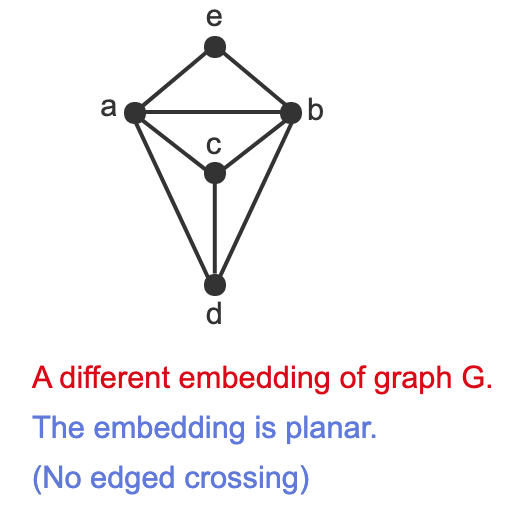 e
a
b
c
d
A different embedding of graph G.
The embedding is planar.
(No edged crossing)